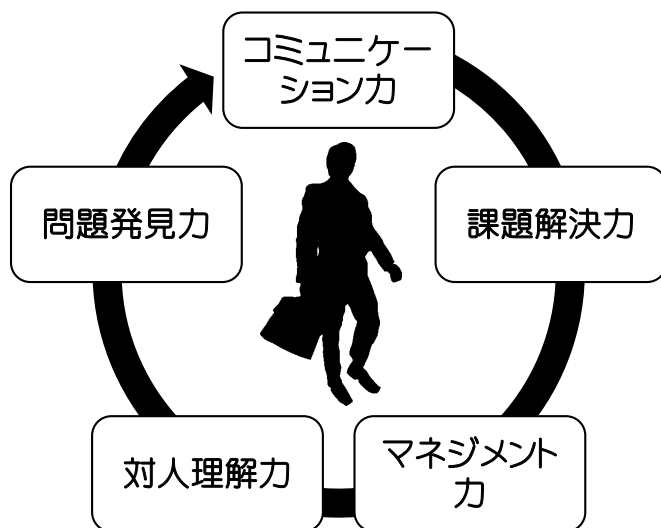 コミュニケー
ション力
課題解決力
マネジメント
力
対人理解力
問題発見力